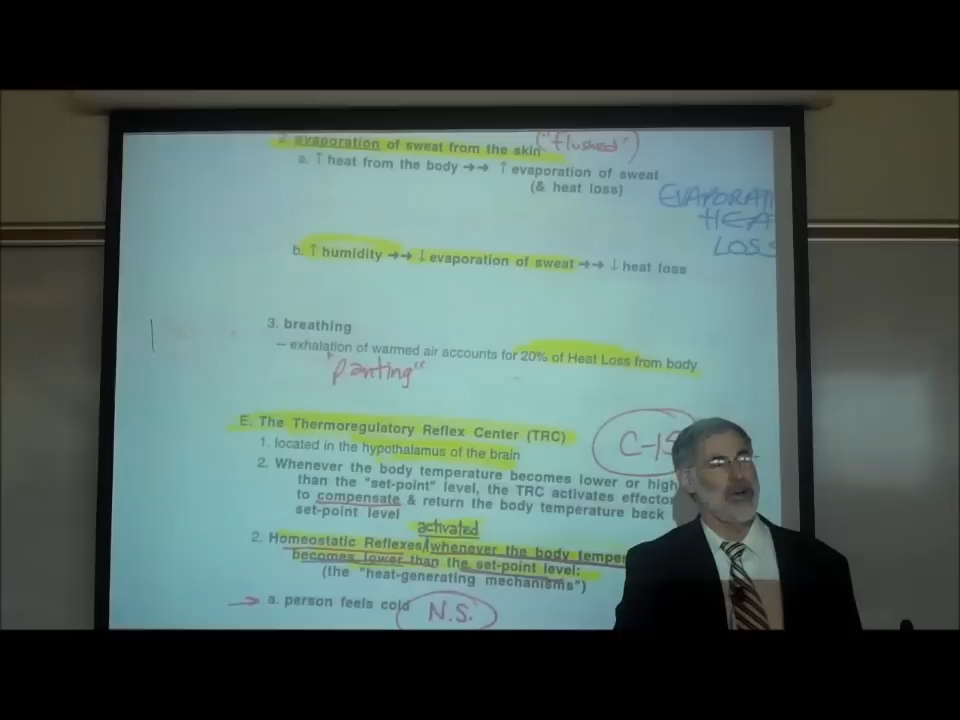 evaporation of sweat from the skin ("flushed")
a. ↑ heat from the body →→ ↑ evaporation of sweat
(& heat loss)
EVAPORATI
HEA
LOSS
b. ↑ humidity →→ ↓ evaporation of sweat →→ ↓ heat loss
3. breathing
– exhalation of warmed air accounts for 20% of Heat Loss from body
"panting"
E. The Thermoregulatory Reflex Center (TRC)
C-15
1. located in the hypothalamus of the brain
2. Whenever the body temperature becomes lower or high
than the "set-point" level, the TRC activates effector
to compensate & return the body temperature back
set-point level
activated
2. Homeostatic Reflexes/whenever the body temper
becomes lower than the set-point level:
(the "heat-generating mechanisms")
→ a. person feels cold N.S.